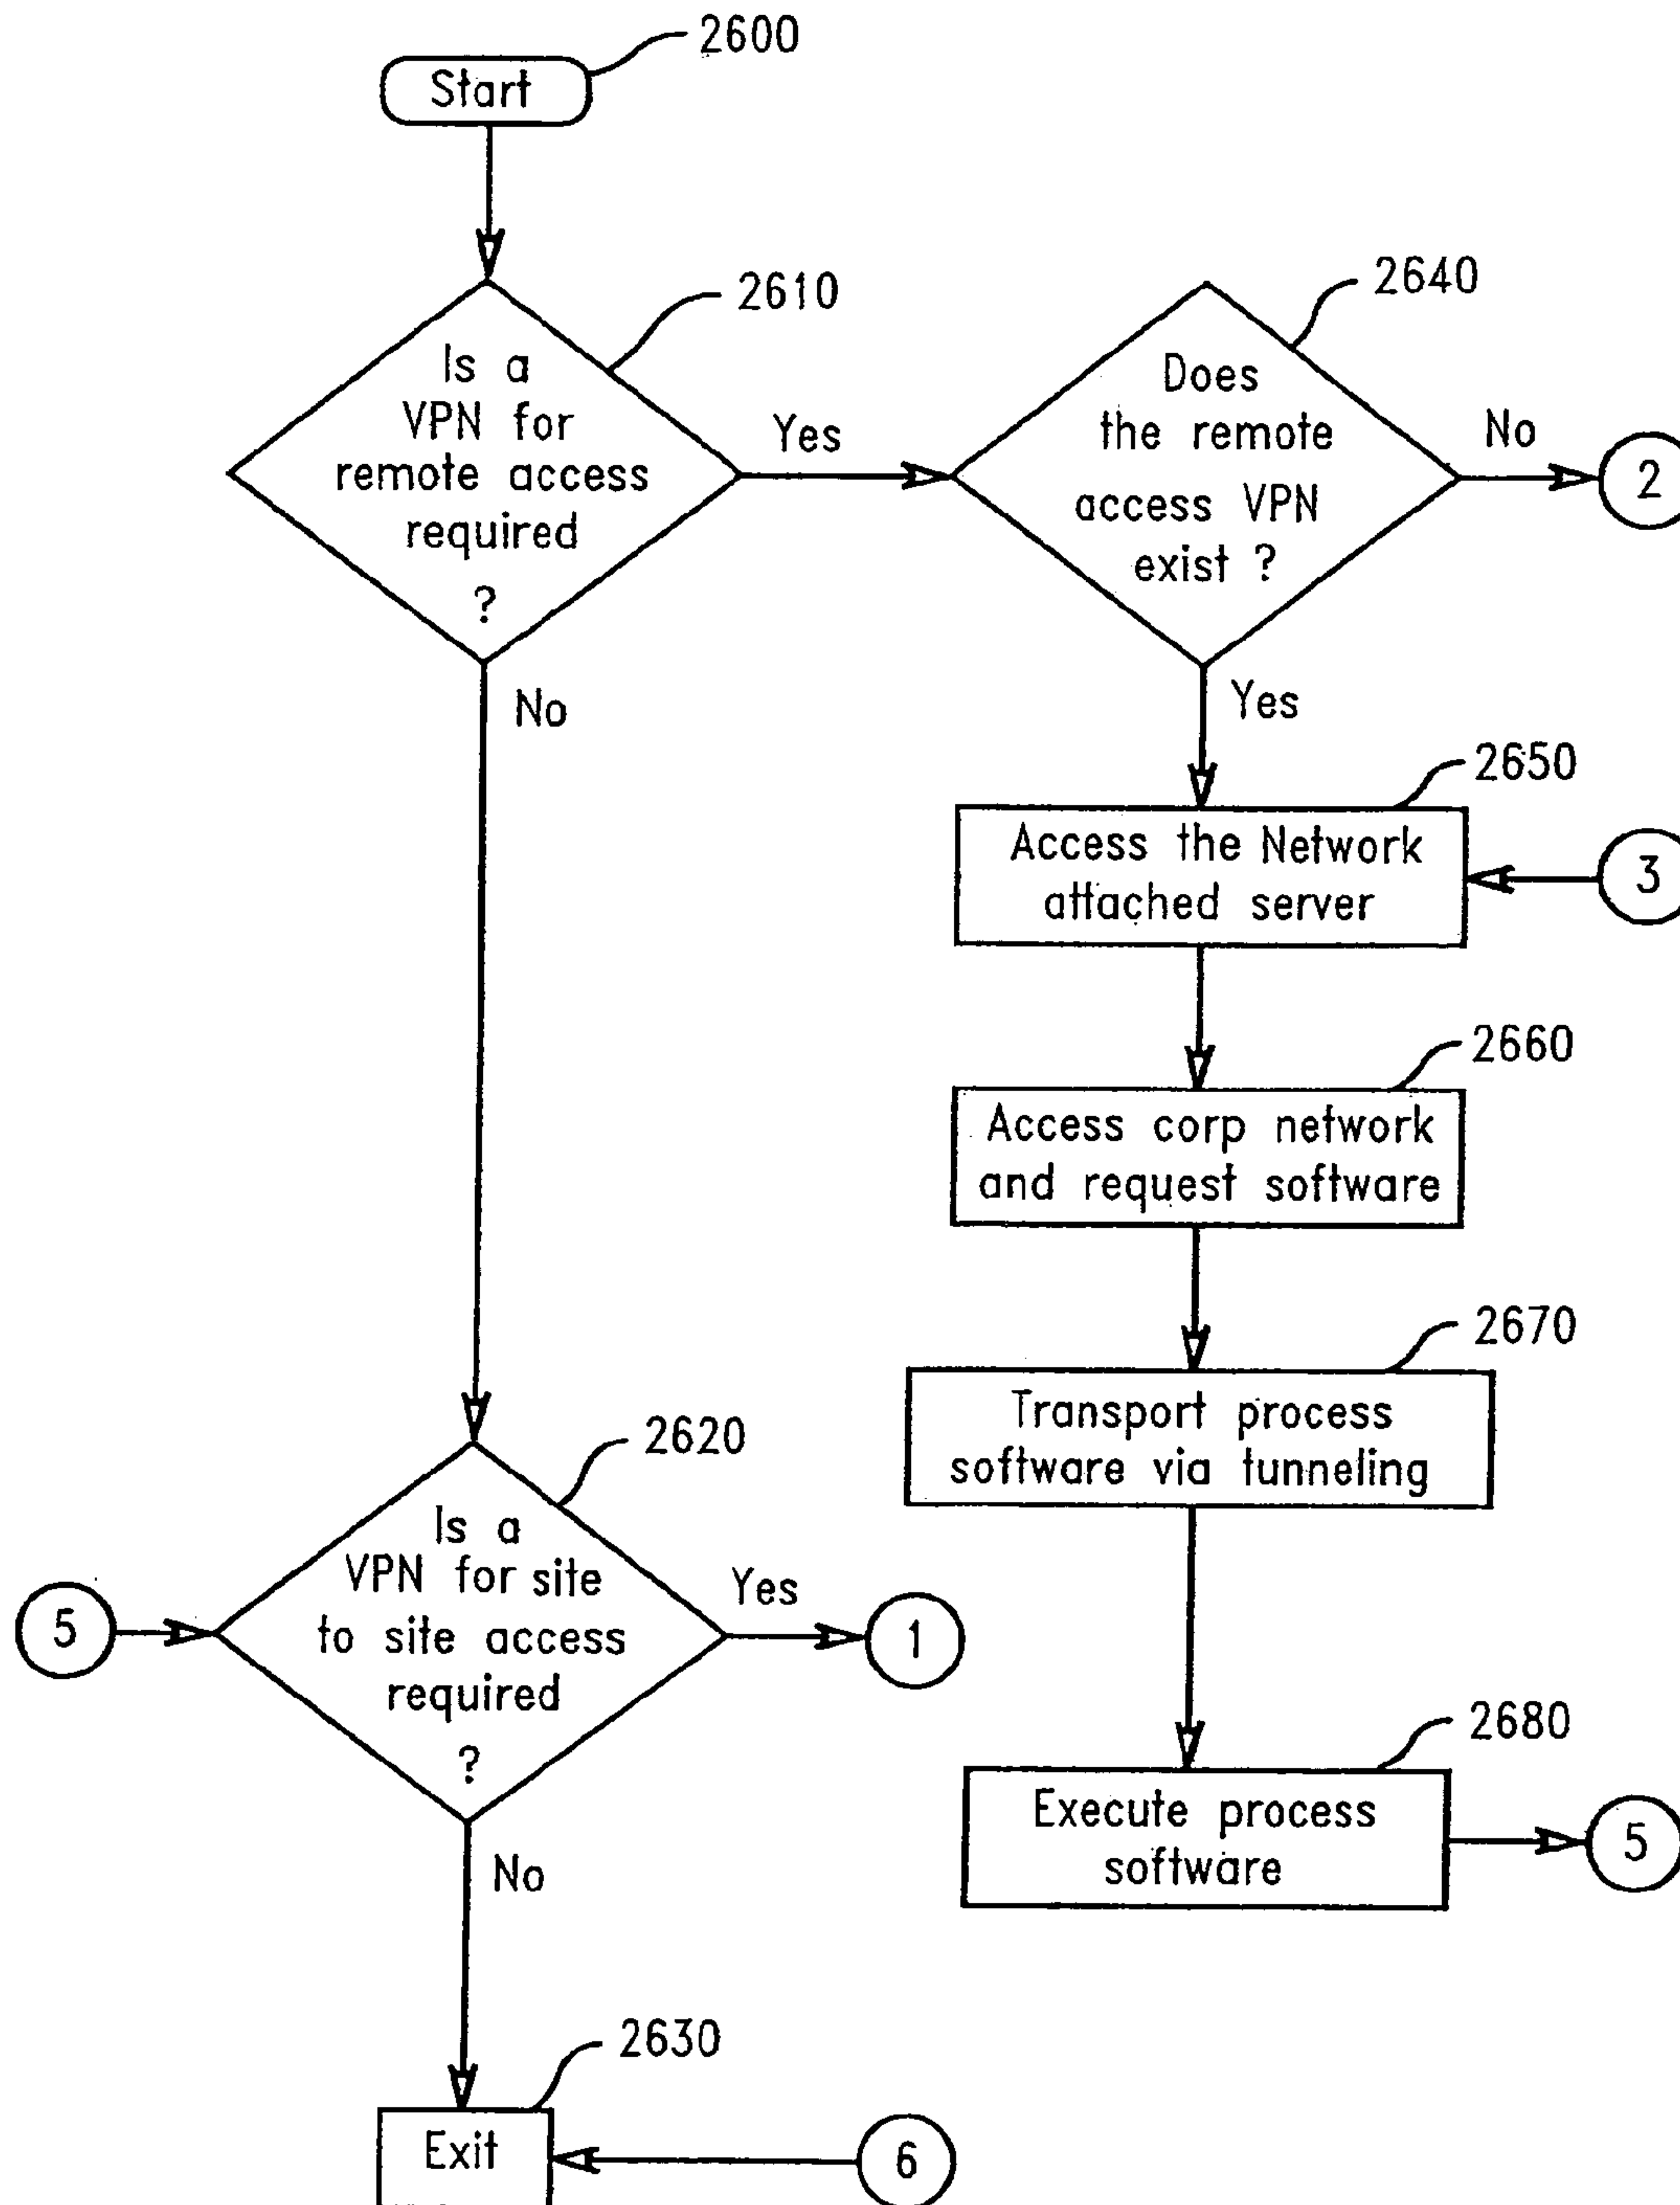 2600
Start
2610
Is a
VPN for
remote access
required
?
Yes
No
2640
Does
the remote
access VPN
exist ?
No
2
Yes
2650
Access the Network
attached server
3
2660
Access corp network
and request software
2670
Transport process
software via tunneling
2680
Execute process
software
5
2620
5
Is a
VPN for site
to site access
required
?
Yes
1
No
2630
Exit
6